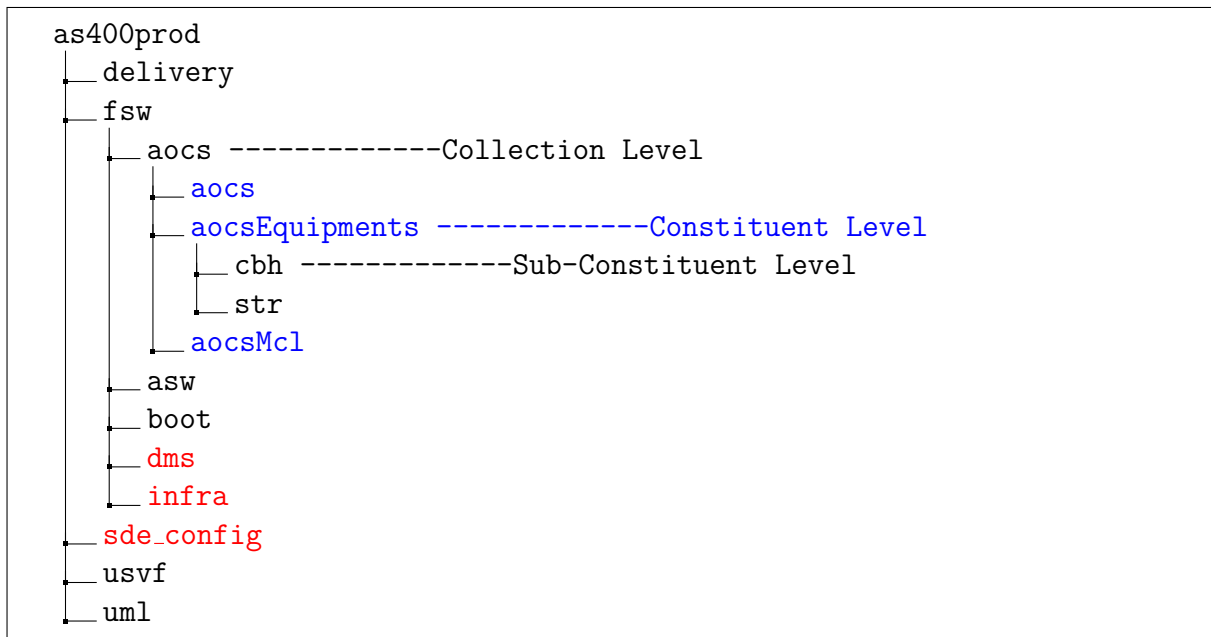 as400prod
delivery
fsw
aocs -------------Collection Level
aocs
aocsEquipments -------------Constituent Level
cbh -------------Sub-Constituent Level
str
aocsMcl
asw
boot
dms
infra
sde_config
usvf
uml